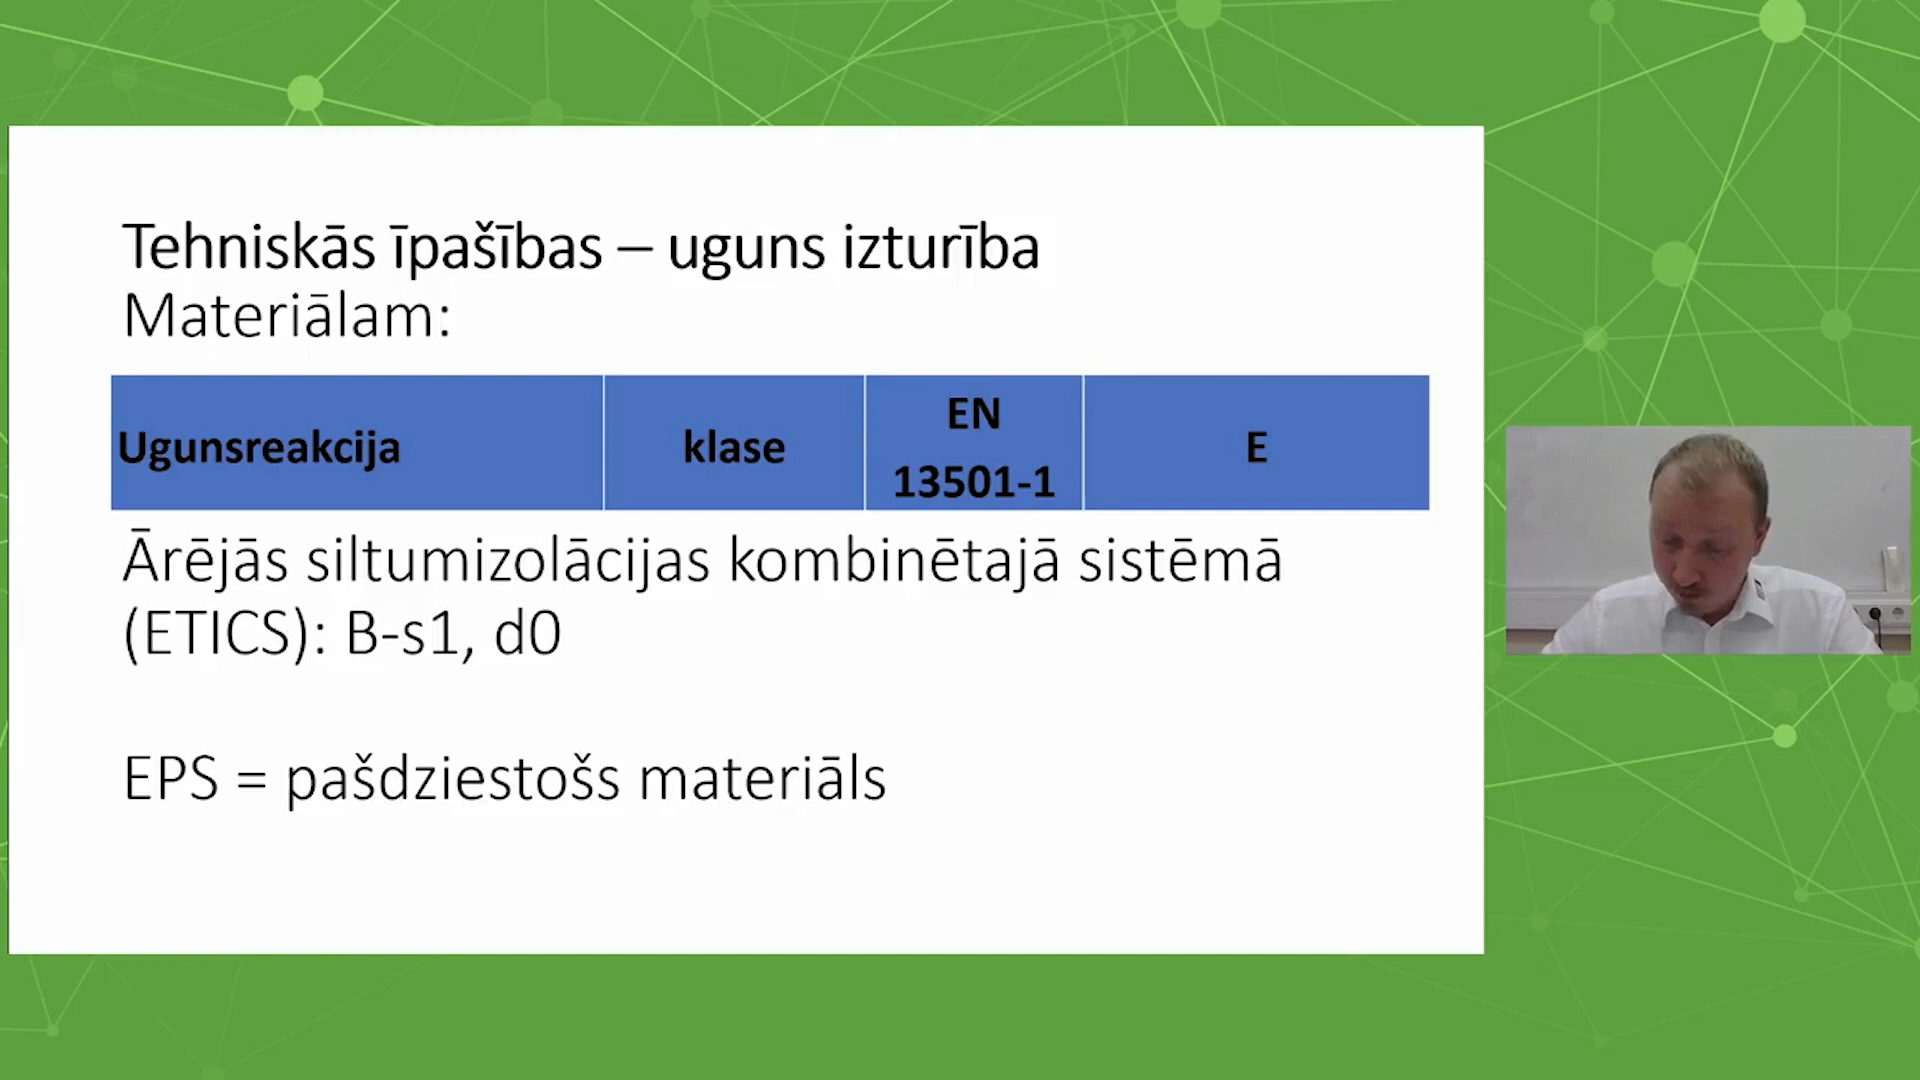 Tehniskās īpašības – uguns izturība
Materiālam:
Ugunsreakcija klase EN 13501-1 E
Ārējās siltumizolācijas kombinētajā sistēmā
(ETICS): B-s1, d0
EPS = pašdziestošs materiāls